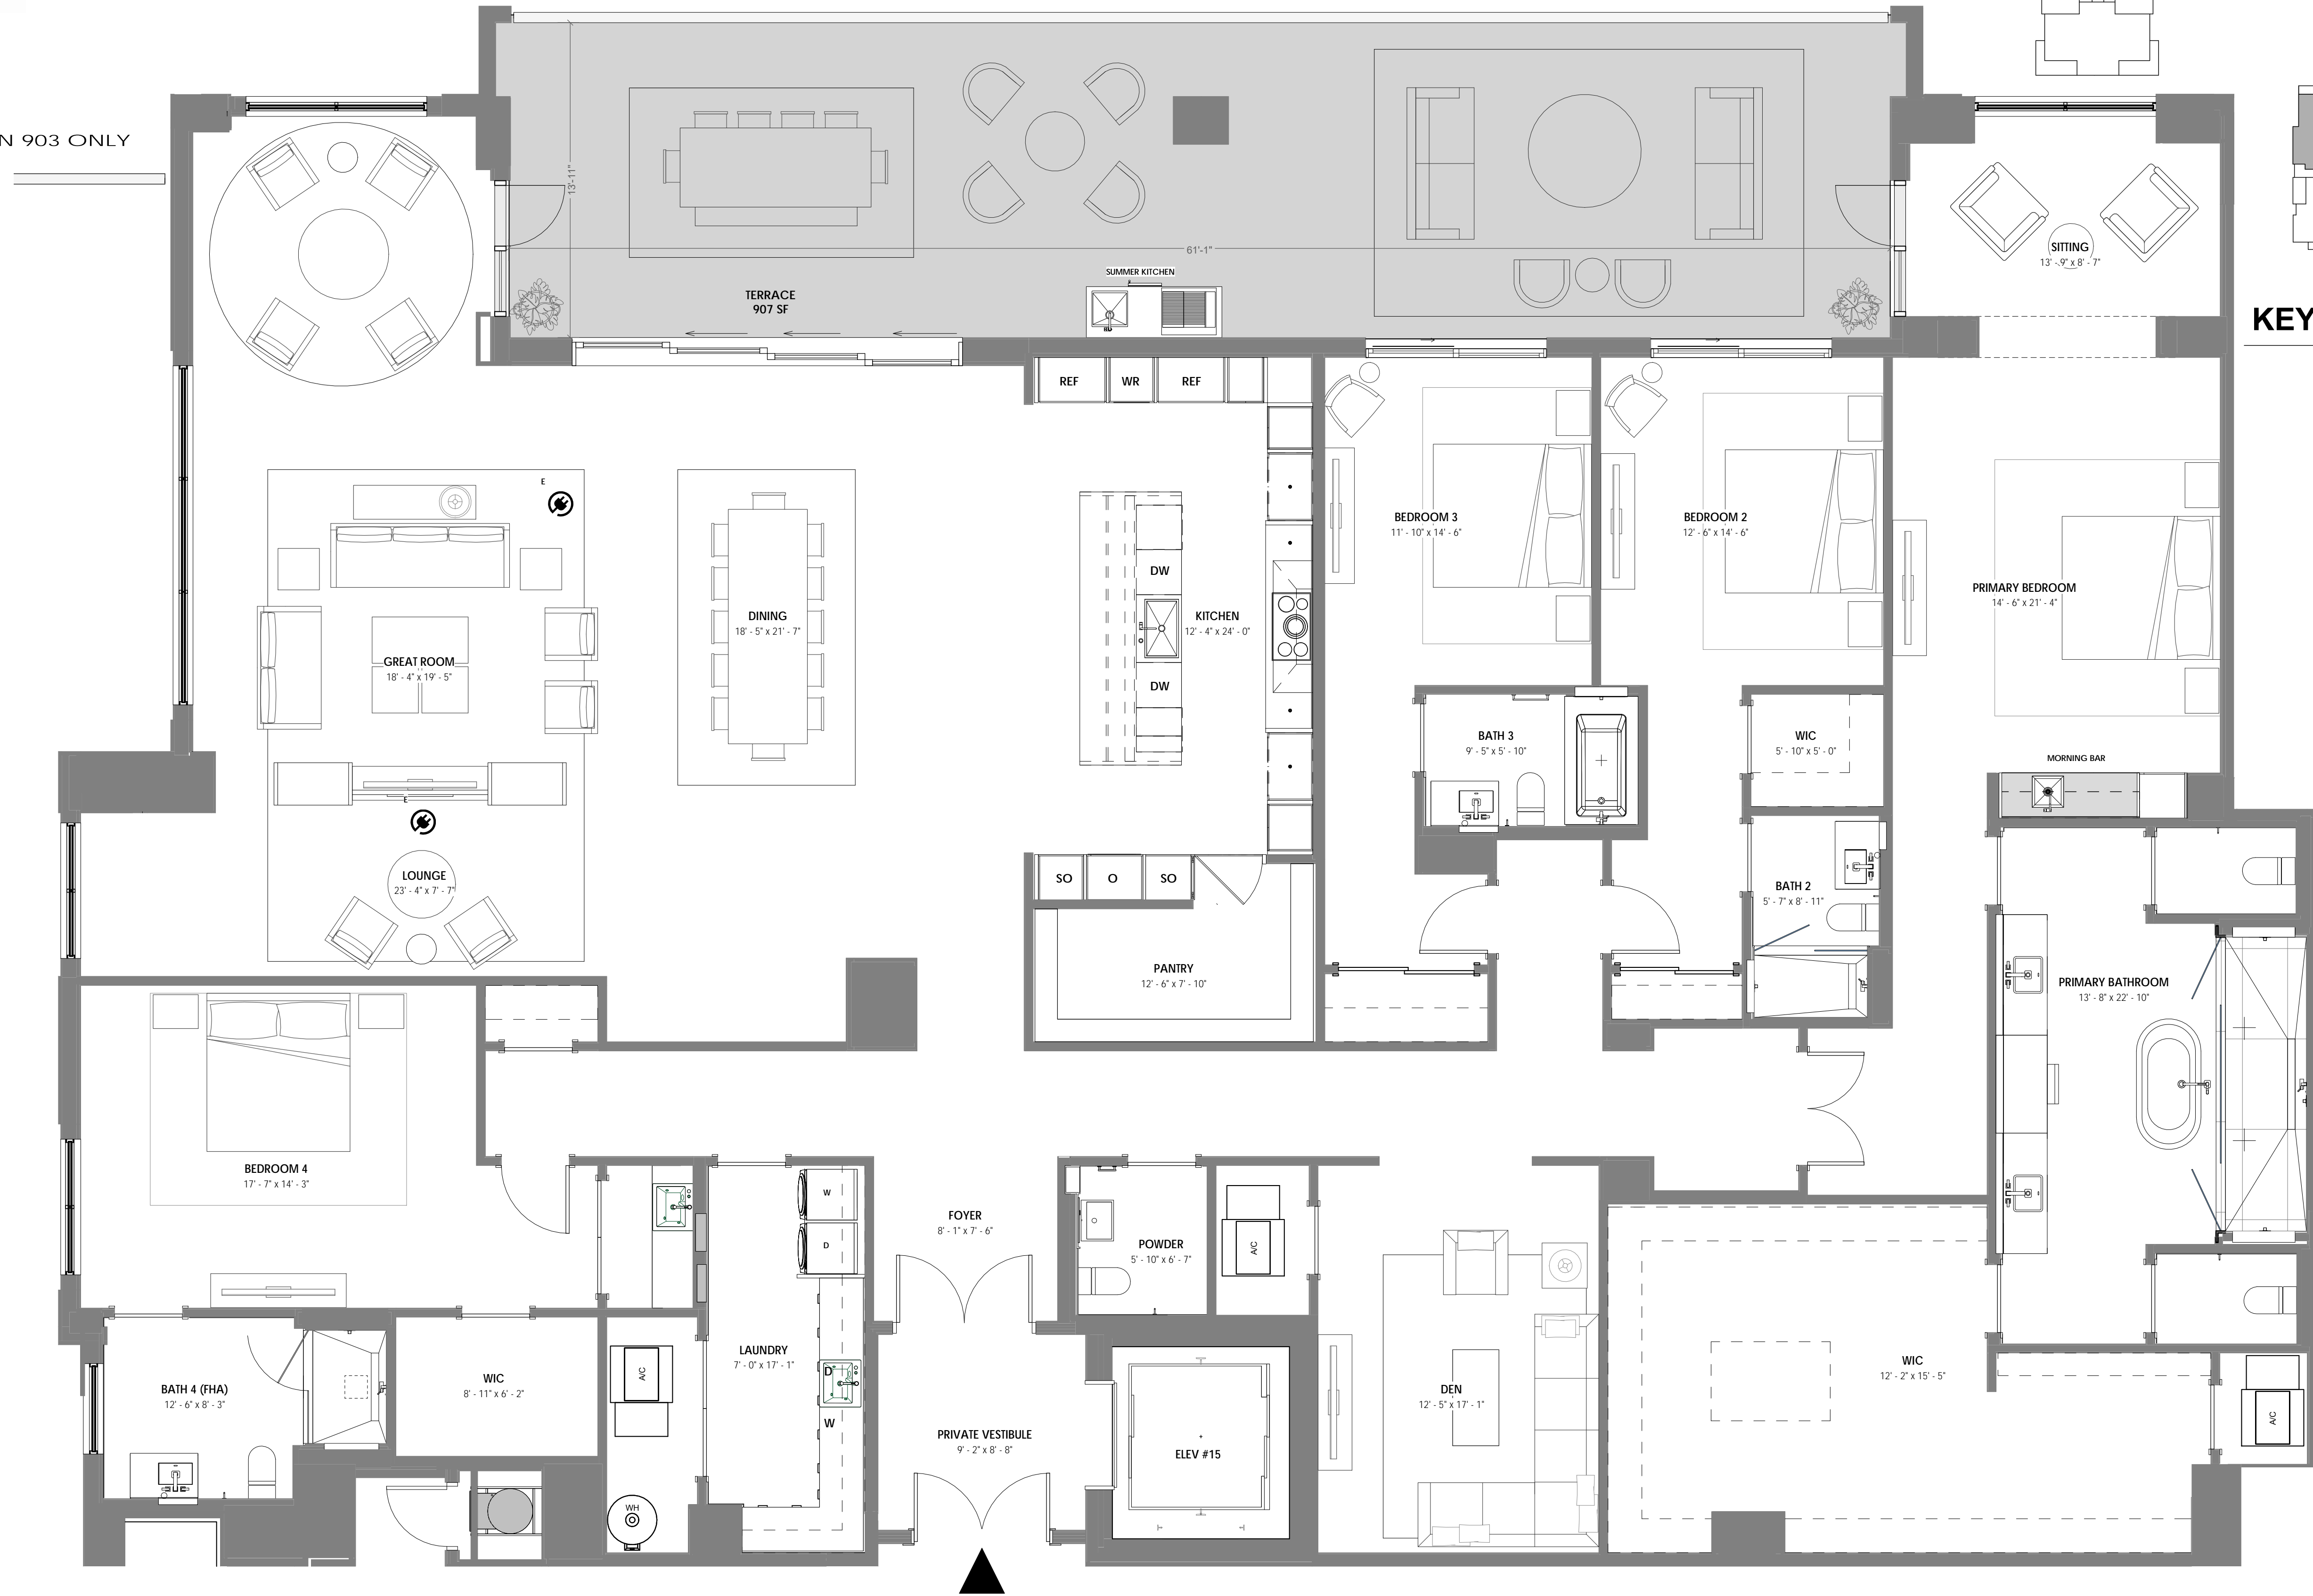 N 903 ONLY
KEY
13'-11"
61'-1"
SUMMER KITCHEN
TERRACE
907 SF
SITTING
13' - 9" x 8' - 7"
REF
WR
REF
E
BEDROOM 3
11' - 10" x 14' - 6"
BEDROOM 2
12' - 6" x 14' - 6"
DW
PRIMARY BEDROOM
14' - 6" x 21' - 4"
DINING
18' - 5" x 21' - 7"
KITCHEN
12' - 4" x 24' - 0"
GREAT ROOM
18' - 4" x 19' - 5"
DW
BATH 3
9' - 5" x 5' - 10"
WIC
5' - 10" x 5' - 0"
MORNING BAR
E
LOUNGE
23' - 4" x 7' - 7"
SO
O
SO
BATH 2
5' - 7" x 8' - 11"
PANTRY
12' - 6" x 7' - 10"
PRIMARY BATHROOM
13' - 8" x 22' - 10"
BEDROOM 4
17' - 7" x 14' - 3"
W
D
FOYER
8' - 1" x 7' - 6"
POWDER
5' - 10" x 6' - 7"
A/C
LAUNDRY
7' - 0" x 17' - 1"
D
W
A/C
WIC
8' - 11" x 6' - 2"
BATH 4 (FHA)
12' - 6" x 8' - 3"
PRIVATE VESTIBULE
9' - 2" x 8' - 8"
ELEV #15
DEN
12' - 5" x 17' - 1"
WIC
12' - 2" x 15' - 5"
A/C
WH